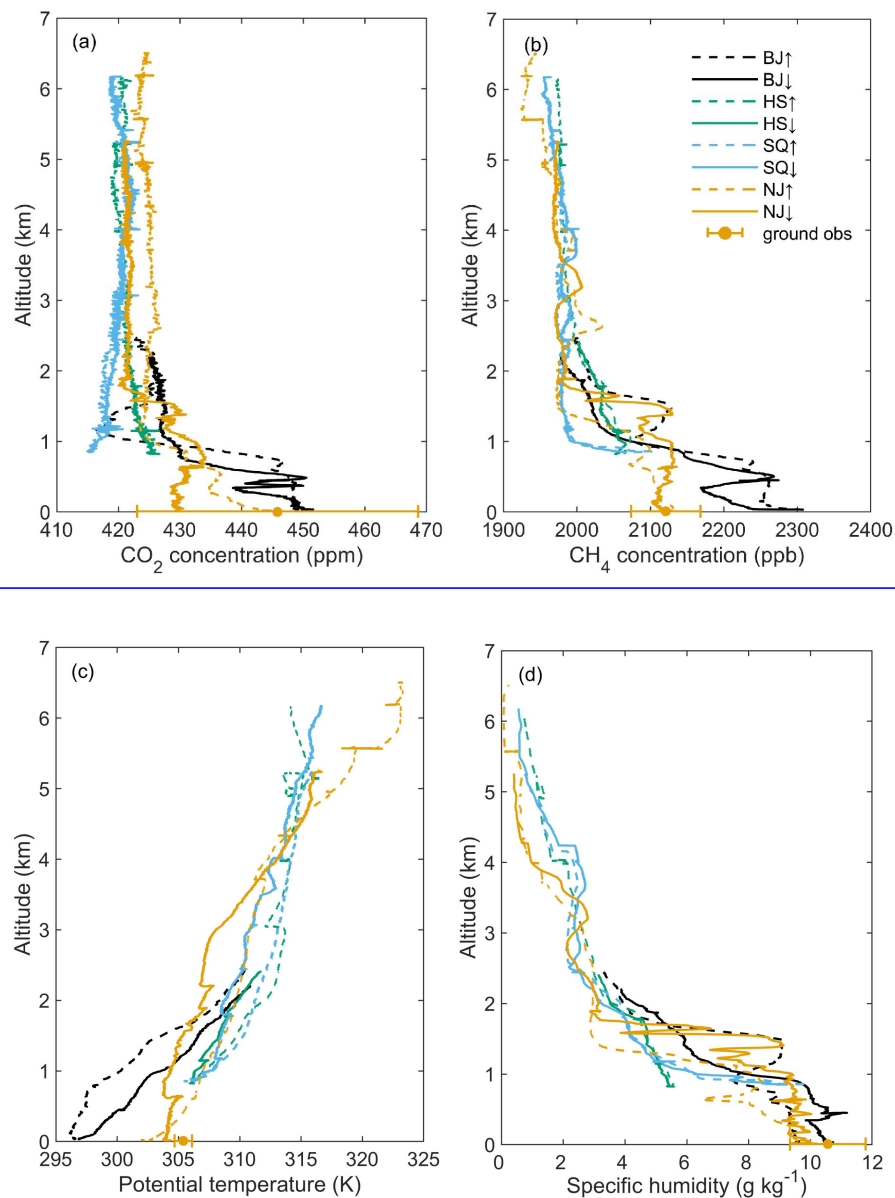 (a)
7
6
5
4
3
2
1
0
Altitude (km)
410 420 430 440 450 460 470
CO2 concentration (ppm)
(b)
7
6
5
4
3
2
1
0
Altitude (km)
BJ↑
BJ↓
HS↑
HS↓
SQ↑
SQ↓
NJ↑
NJ↓
ground obs
1900 2000 2100 2200 2300 2400
CH4 concentration (ppb)
(c)
7
6
5
4
3
2
1
0
Altitude (km)
295 300 305 310 315 320 325
Potential temperature (K)
(d)
7
6
5
4
3
2
1
0
Altitude (km)
0 2 4 6 8 10 12
Specific humidity (g kg-1)